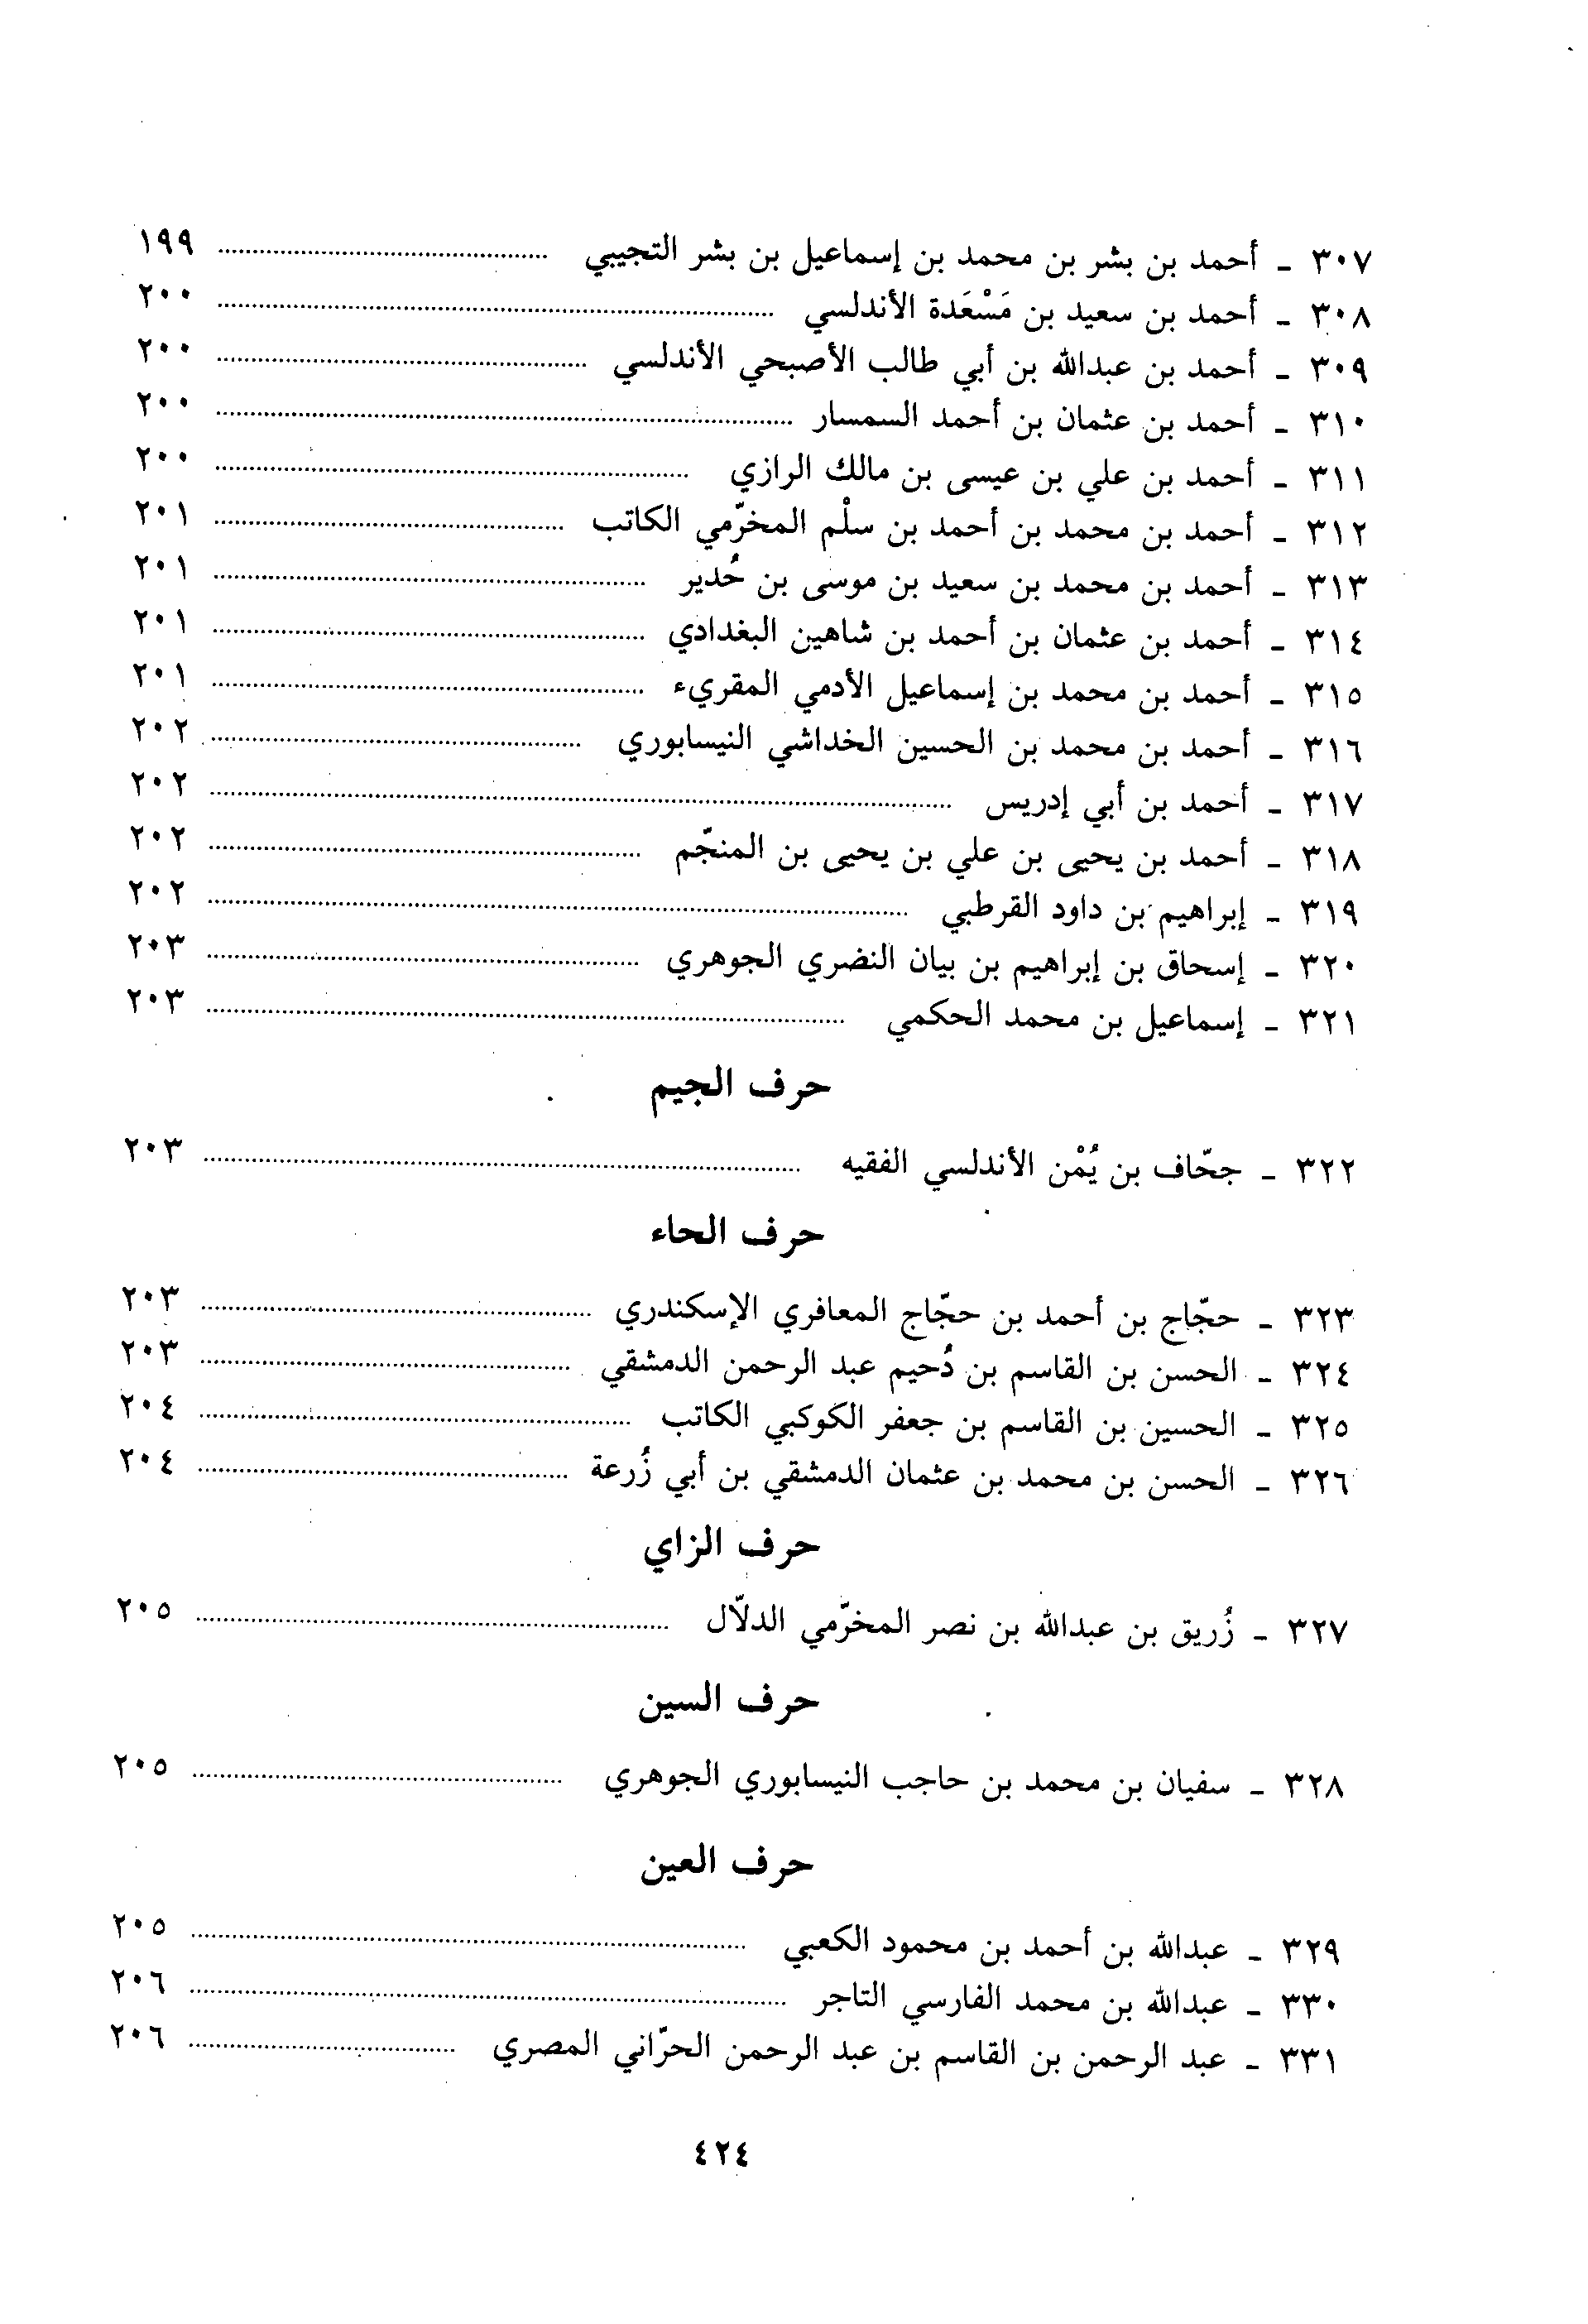 ٣٠٧ - أحمد بن بشر بن محمد بن إسماعيل بن بشر التجيبي ........ ١٩٩
٣٠٨ - أحمد بن سعيد بن مَسْعَدة الأندلسي ........ ٢٠٠
٣٠٩ - أحمد بن عبدالله بن أبي طالب الأصبحي الأندلسي ........ ٢٠٠
٣١٠ - أحمد بن عثمان بن أحمد السمسار ........ ٢٠٠
٣١١ - أحمد بن علي بن عيسى بن مالك الرازي ........ ٢٠٠
٣١٢ - أحمد بن محمد بن أحمد بن سلْم المخرّمي الكاتب ........ ٢٠١
٣١٣ - أحمد بن محمد بن سعيد بن موسى بن حُدير ........ ٢٠١
٣١٤ - أحمد بن عثمان بن أحمد بن شاهين البغدادي ........ ٢٠١
٣١٥ - أحمد بن محمد بن إسماعيل الأدمي المقريء ........ ٢٠١
٣١٦ - أحمد بن محمد بن الحسين الخداشي النيسابوري ........ ٢٠٢
٣١٧ - أحمد بن أبي إدريس ........ ٢٠٢
٣١٨ - أحمد بن يحيى بن علي بن يحيى بن المنجّم ........ ٢٠٢
٣١٩ - إبراهيم بن داود القرطبي ........ ٢٠٢
٣٢٠ - إسحاق بن إبراهيم بن بيان النضري الجوهري ........ ٢٠٣
٣٢١ - إسماعيل بن محمد الحكمي ........ ٢٠٣
حرف الجيم
٣٢٢ - جحّاف بن يُمْن الأندلسي الفقيه ........ ٢٠٣
حرف الحاء
٣٢٣ - حجّاج بن أحمد بن حجّاج المعافري الإسكندري ........ ٢٠٣
٣٢٤ - الحسن بن القاسم بن دُحيم عبد الرحمن الدمشقي ........ ٢٠٣
٣٢٥ - الحسين بن القاسم بن جعفر الكوكبي الكاتب ........ ٢٠٤
٣٢٦ - الحسن بن محمد بن عثمان الدمشقي بن أبي زُرعة ........ ٢٠٤
حرف الزاي
٣٢٧ - زُريق بن عبدالله بن نصر المخرّمي الدلّال ........ ٢٠٥
حرف السين
٣٢٨ - سفيان بن محمد بن حاجب النيسابوري الجوهري ........ ٢٠٥
حرف العين
٣٢٩ - عبدالله بن أحمد بن محمود الكعبي ........ ٢٠٥
٣٣٠ - عبدالله بن محمد الفارسي التاجر ........ ٢٠٦
٣٣١ - عبد الرحمن بن القاسم بن عبد الرحمن الحرّاني المصري ........ ٢٠٦
٤٢٤